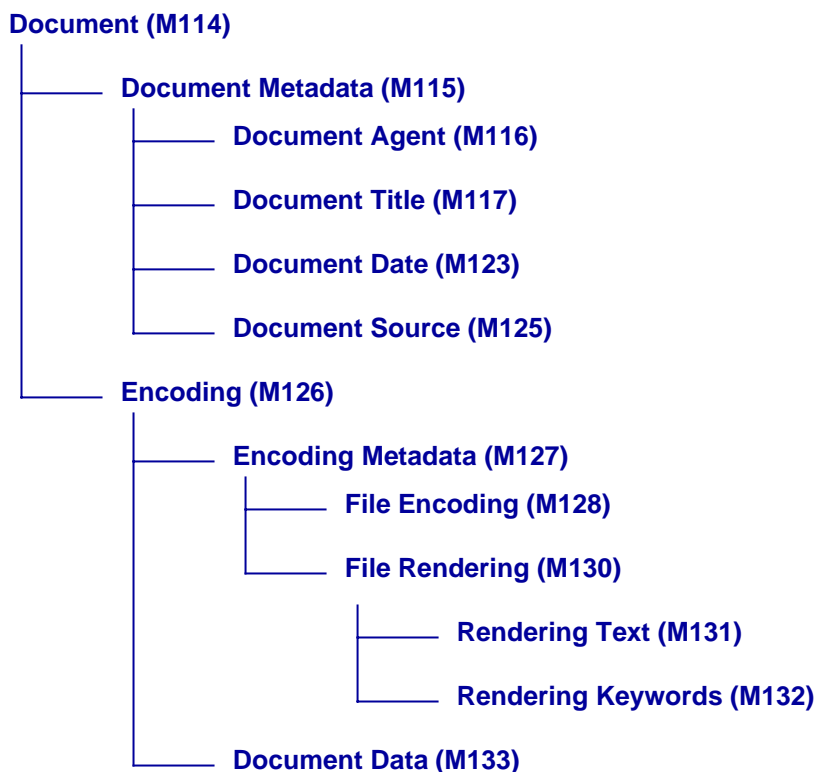 Document (M114)
Document Metadata (M115)
Document Agent (M116)
Document Title (M117)
Document Date (M123)
Document Source (M125)
Encoding (M126)
Encoding Metadata (M127)
File Encoding (M128)
File Rendering (M130)
Rendering Text (M131)
Rendering Keywords (M132)
Document Data (M133)